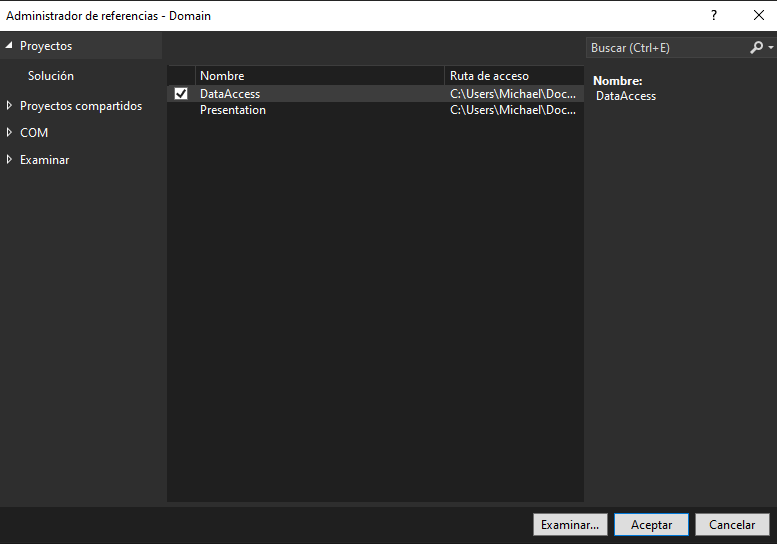 Administrador de referencias - Domain
Proyectos
Buscar (Ctrl+E)
Solución
Nombre Ruta de acceso
Nombre:
DataAccess C:\Users\Michael\Doc...
DataAccess
Proyectos compartidos
Presentation C:\Users\Michael\Doc...
COM
Examinar
Examinar... Aceptar Cancelar